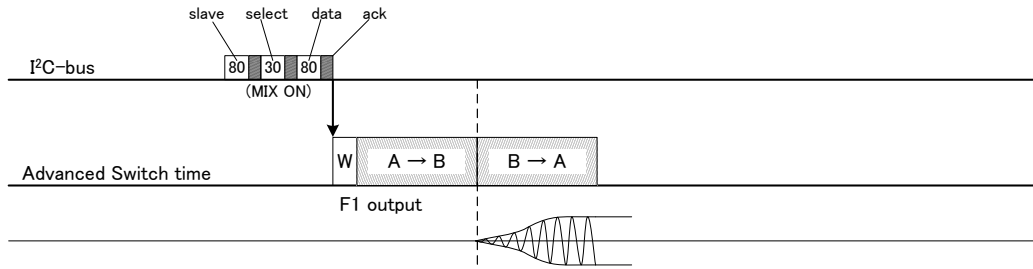 slave select data ack
I²C-bus
80 30 80
(MIX ON)
W A → B B → A
Advanced Switch time
F1 output